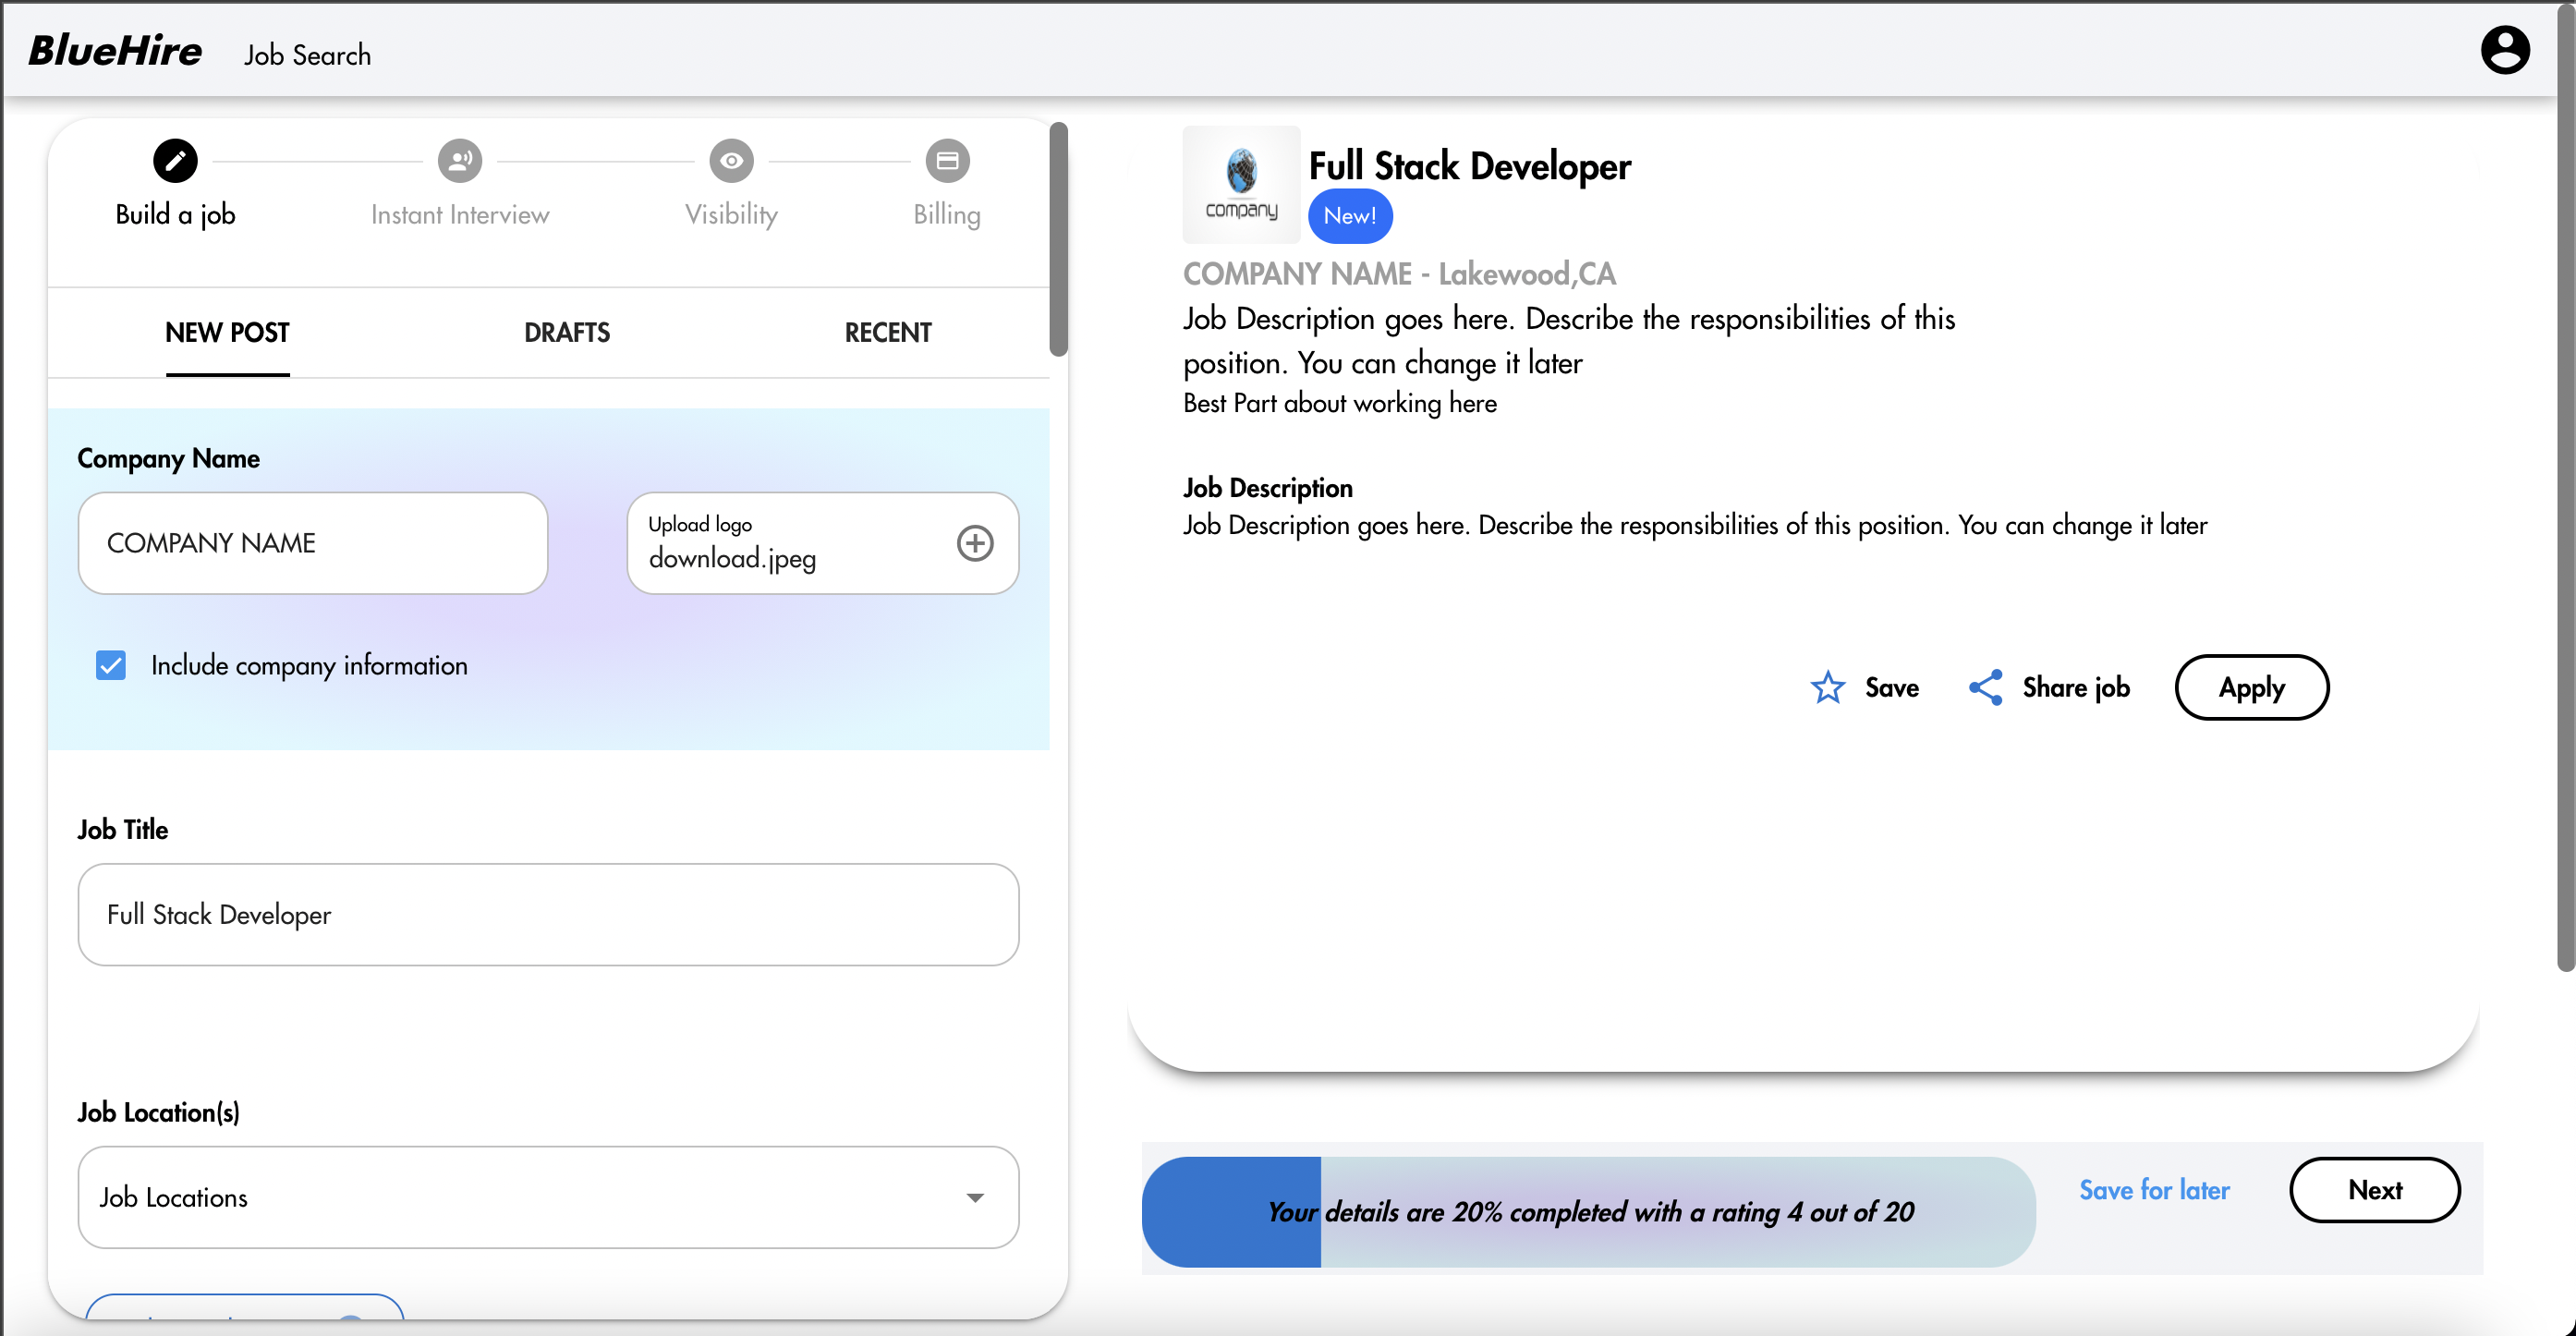 BlueHire
Job Search
Build a job
Instant Interview
Visibility
Billing
NEW POST
DRAFTS
RECENT
Company Name
COMPANY NAME
Upload logo
download.jpeg
Include company information
Job Title
Full Stack Developer
Job Location(s)
Job Locations
company
Full Stack Developer
New!
COMPANY NAME - Lakewood,CA
Job Description goes here. Describe the responsibilities of this
position. You can change it later
Best Part about working here
Job Description
Job Description goes here. Describe the responsibilities of this position. You can change it later
Save
Share job
Apply
Your details are 20% completed with a rating 4 out of 20
Save for later
Next